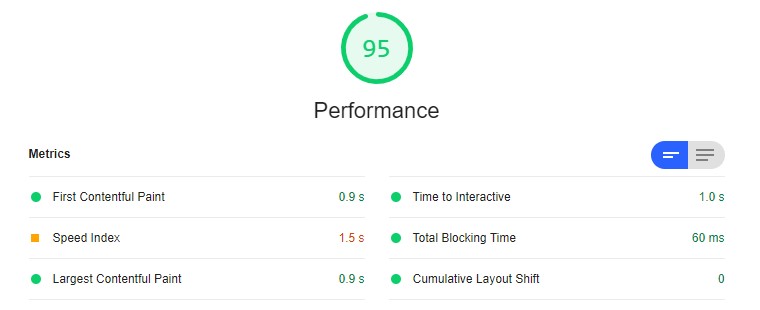 95
Performance
Metrics
First Contentful Paint 0.9 s
Time to Interactive 1.0 s
Speed Index 1.5 s
Total Blocking Time 60 ms
Largest Contentful Paint 0.9 s
Cumulative Layout Shift 0